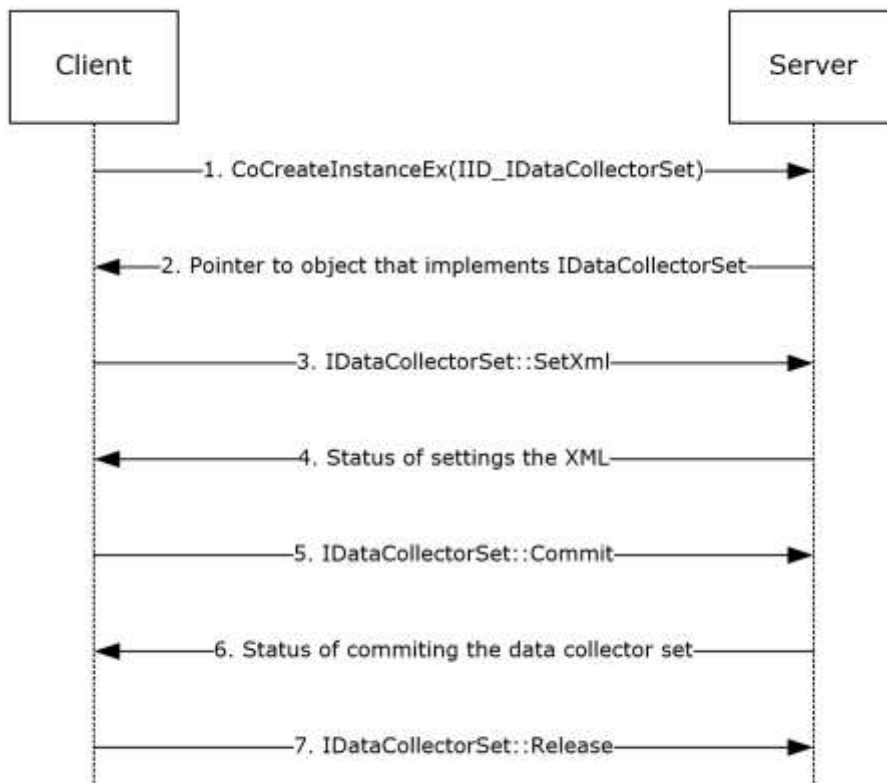 Client
Server
1. CoCreateInstanceEx(IID_IDataCollectorSet)
2. Pointer to object that implements IDataCollectorSet
3. IDataCollectorSet::SetXml
4. Status of settings the XML
5. IDataCollectorSet::Commit
6. Status of commiting the data collector set
7. IDataCollectorSet::Release